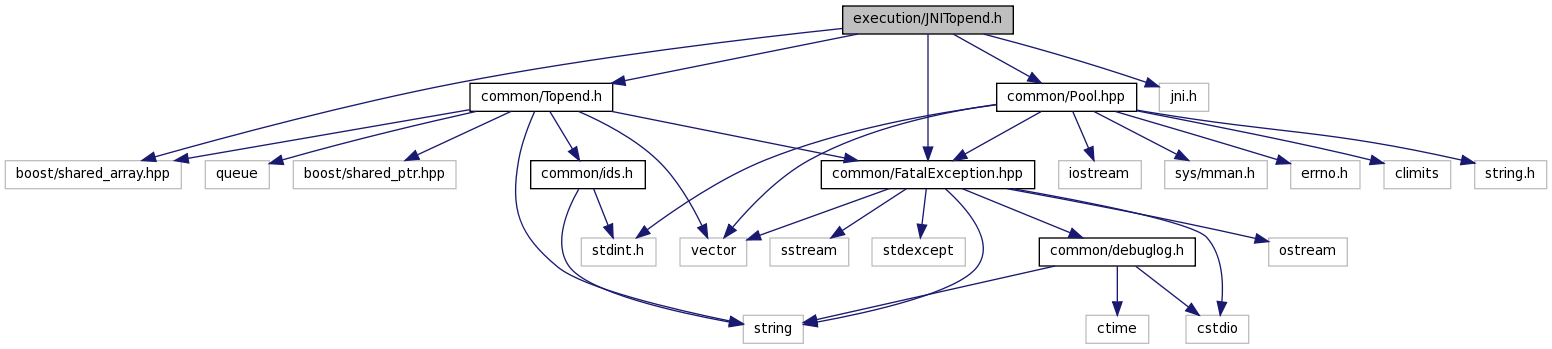 execution/JNITopend.h
common/Topend.h
common/Pool.hpp
jni.h
boost/shared_array.hpp
queue
boost/shared_ptr.hpp
common/ids.h
common/FatalException.hpp
iostream
sys/mman.h
errno.h
climits
string.h
stdint.h
vector
sstream
stdexcept
common/debuglog.h
ostream
string
ctime
cstdio